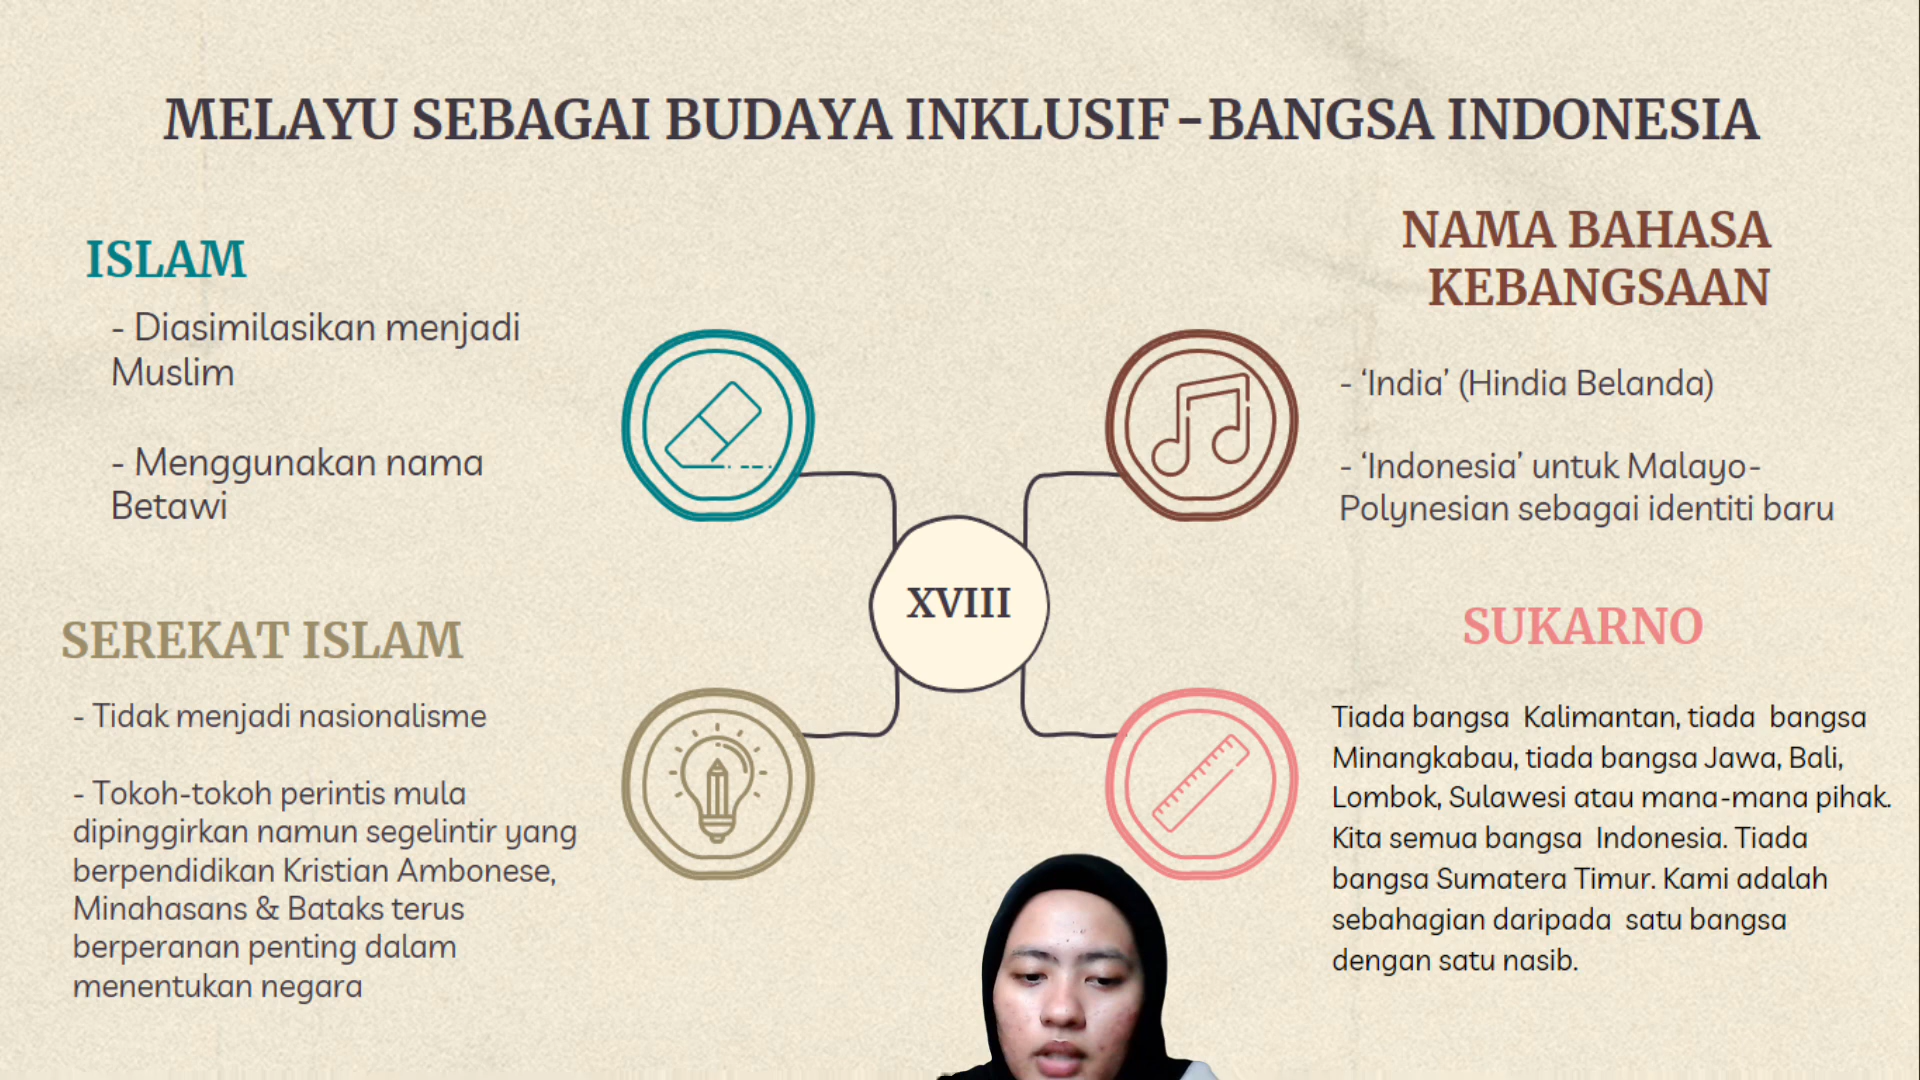 MELAYU SEBAGAI BUDAYA INKLUSIF-BANGSA INDONESIA
ISLAM
- Diasimilasikan menjadi
Muslim
- Menggunakan nama
Betawi
NAMA BAHASA
KEBANGSAAN
- ‘India’ (Hindia Belanda)
- ‘Indonesia’ untuk Malayo-
Polynesian sebagai identiti baru
XVIII
SEREKAT ISLAM
- Tidak menjadi nasionalisme
- Tokoh-tokoh perintis mula
dipinggirkan namun segelintir yang
berpendidikan Kristian Ambonese,
Minahasans & Bataks terus
berperanan penting dalam
menentukan negara
SUKARNO
Tiada bangsa Kalimantan, tiada bangsa
Minangkabau, tiada bangsa Jawa, Bali,
Lombok, Sulawesi atau mana-mana pihak.
Kita semua bangsa Indonesia. Tiada
bangsa Sumatera Timur. Kami adalah
sebahagian daripada satu bangsa
dengan satu nasib.